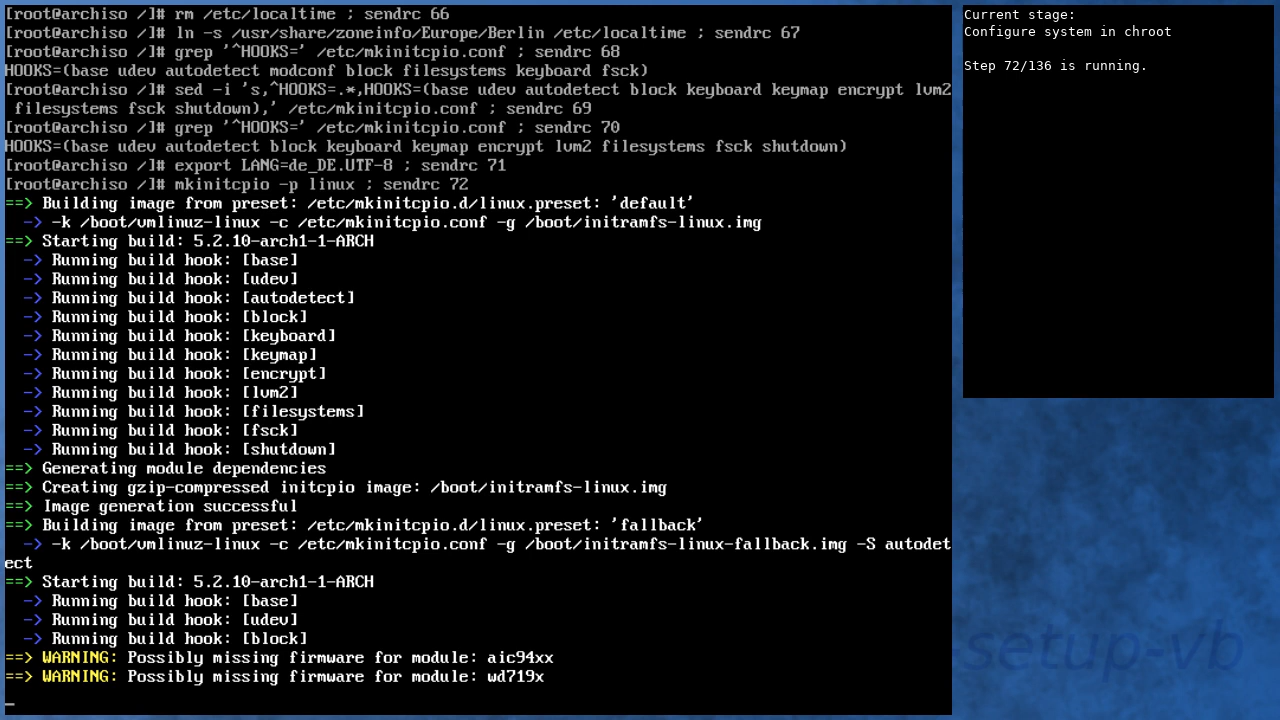 [root@archiso /]# rm /etc/localtime ; sendrc 66
[root@archiso /]# ln -s /usr/share/zoneinfo/Europe/Berlin /etc/localtime ; sendrc 67
[root@archiso /]# grep '^HOOKS=' /etc/mkinitcpio.conf ; sendrc 68
HOOKS=(base udev autodetect modconf block filesystems keyboard fsck)
[root@archiso /]# sed -i 's,^HOOKS=.*,HOOKS=(base udev autodetect block keyboard keymap encrypt lvm2
 filesystems fsck shutdown),' /etc/mkinitcpio.conf ; sendrc 69
[root@archiso /]# grep '^HOOKS=' /etc/mkinitcpio.conf ; sendrc 70
HOOKS=(base udev autodetect block keyboard keymap encrypt lvm2 filesystems fsck shutdown)
[root@archiso /]# export LANG=de_DE.UTF-8 ; sendrc 71
[root@archiso /]# mkinitcpio -p linux ; sendrc 72
==> Building image from preset: /etc/mkinitcpio.d/linux.preset: 'default'
  -> -k /boot/vmlinuz-linux -c /etc/mkinitcpio.conf -g /boot/initramfs-linux.img
==> Starting build: 5.2.10-arch1-1-ARCH
  -> Running build hook: [base]
  -> Running build hook: [udev]
  -> Running build hook: [autodetect]
  -> Running build hook: [block]
  -> Running build hook: [keyboard]
  -> Running build hook: [keymap]
  -> Running build hook: [encrypt]
  -> Running build hook: [lvm2]
  -> Running build hook: [filesystems]
  -> Running build hook: [fsck]
  -> Running build hook: [shutdown]
==> Generating module dependencies
==> Creating gzip-compressed initcpio image: /boot/initramfs-linux.img
==> Image generation successful
==> Building image from preset: /etc/mkinitcpio.d/linux.preset: 'fallback'
  -> -k /boot/vmlinuz-linux -c /etc/mkinitcpio.conf -g /boot/initramfs-linux-fallback.img -S autodet
ect
==> Starting build: 5.2.10-arch1-1-ARCH
  -> Running build hook: [base]
  -> Running build hook: [udev]
  -> Running build hook: [block]
==> WARNING: Possibly missing firmware for module: aic94xx
==> WARNING: Possibly missing firmware for module: wd719x
_
Current stage:
Configure system in chroot
Step 72/136 is running.
-setup-vb